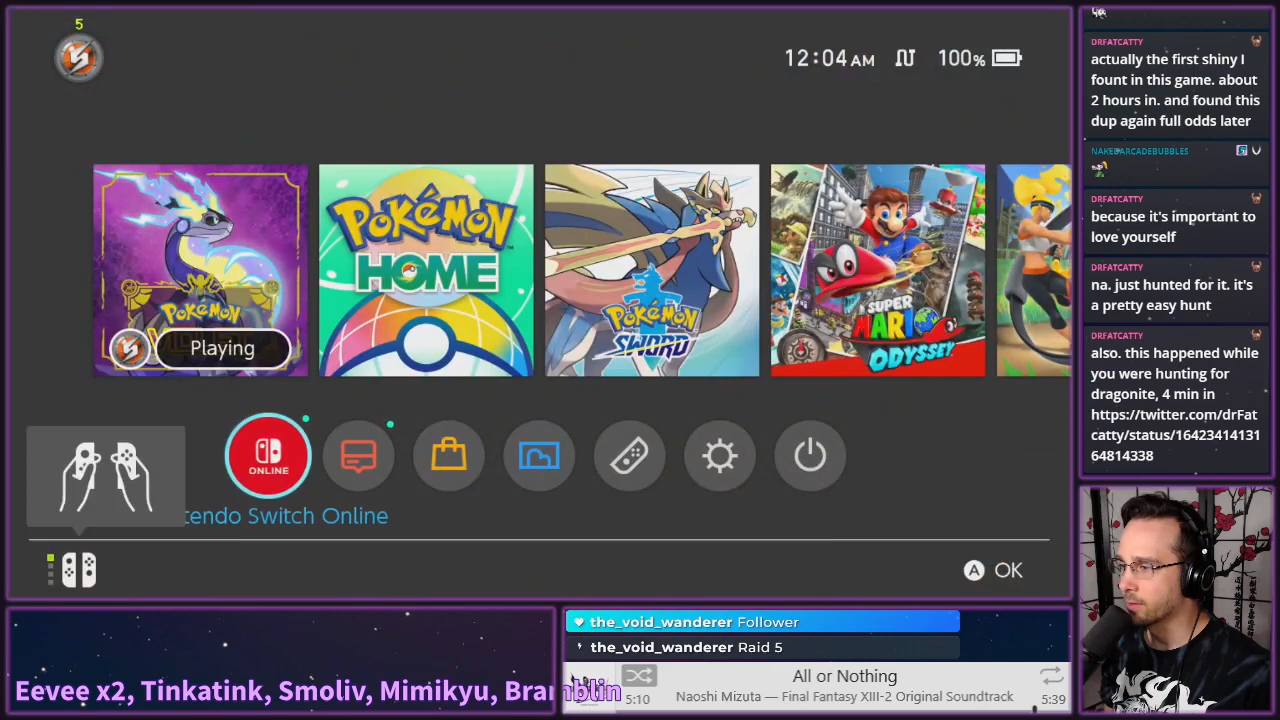 5
12:04 AM
100%
POKÉMON
Playing
POKÉMON
HOME
POKÉMON
SWORD
SUPER
MARIO
ODYSSEY
ONLINE
tendo Switch Online
A OK
DRFATCATTY
actually the first shiny I
fount in this game. about
2 hours in. and found this
dup again full odds later
NAKEDARCADEBUBBLES
DRFATCATTY
because it's important to
love yourself
DRFATCATTY
na. just hunted for it. it's
a pretty easy hunt
DRFATCATTY
also. this happened while
you were hunting for
dragonite, 4 min in
https://twitter.com/drFat
catty/status/16423414131
64814338
the_void_wanderer Follower
the_void_wanderer Raid 5
Eevee x2, Tinkatink, Smoliv, Mimikyu, Bramblin
All or Nothing
5:10 Naoshi Mizuta — Final Fantasy XIII-2 Original Soundtrack 5:39